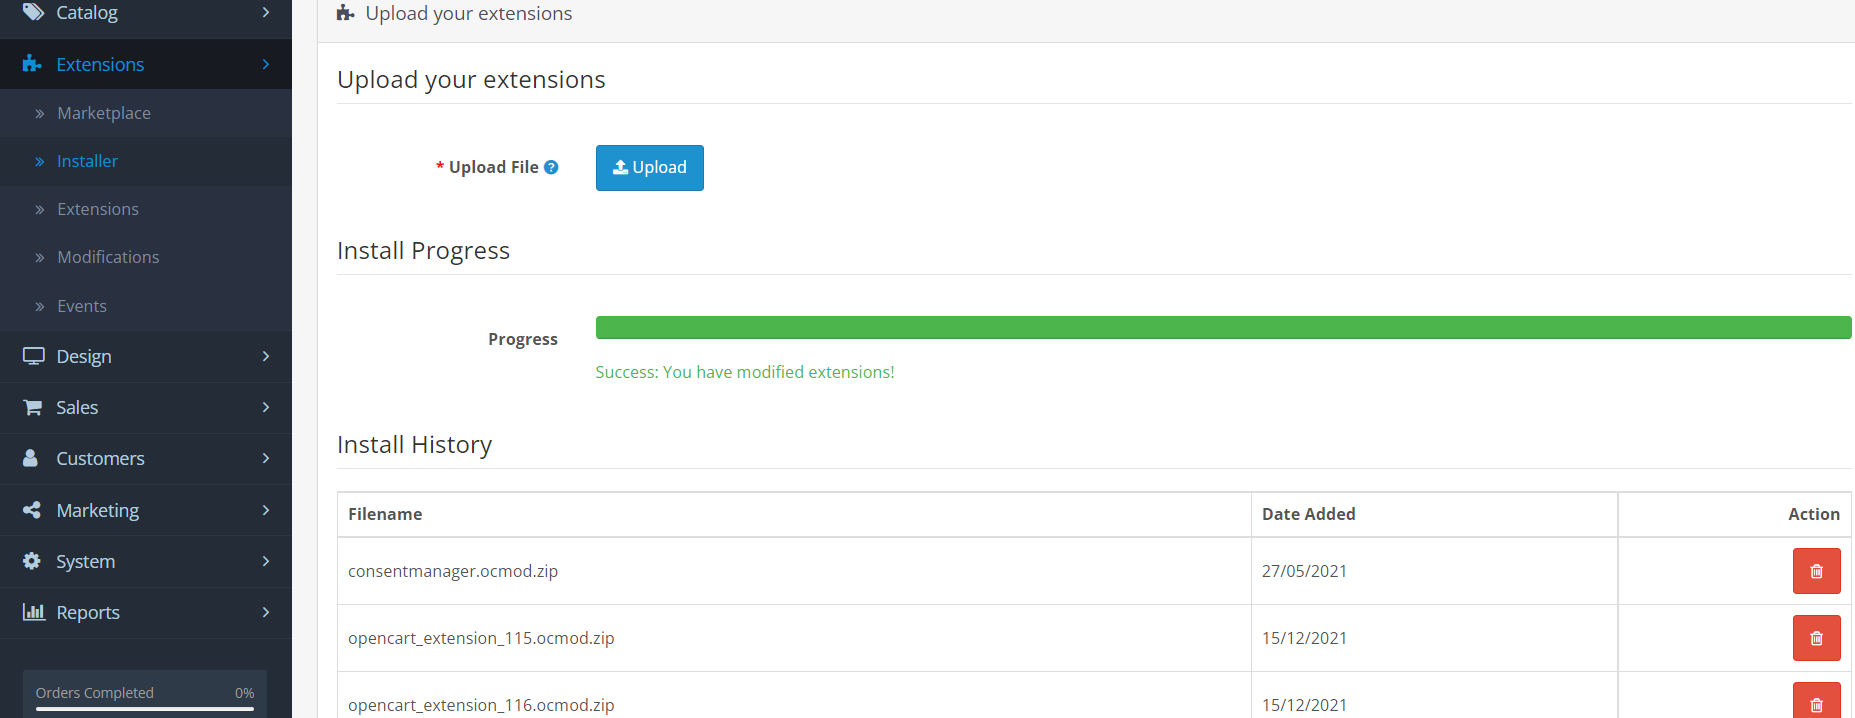 Catalog
Extensions
Marketplace
Installer
Extensions
Modifications
Events
Design
Sales
Customers
Marketing
System
Reports
Orders Completed 0%
Upload your extensions
Upload your extensions
* Upload File ? Upload
Install Progress
Progress
Success: You have modified extensions!
Install History
Filename Date Added Action
consentmanager.ocmod.zip 27/05/2021
opencart_extension_115.ocmod.zip 15/12/2021
opencart_extension_116.ocmod.zip 15/12/2021